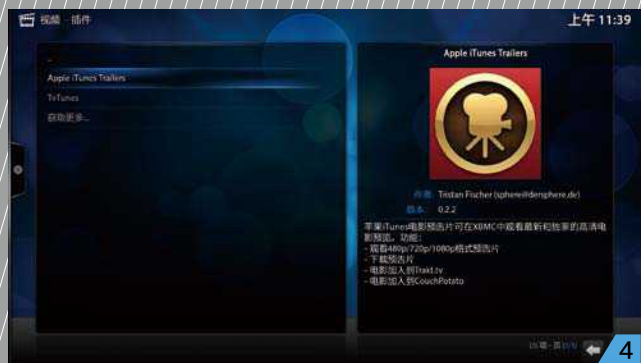 视频 - 插件
上午 11:39
..
Apple iTunes Trailers
TvTunes
获取更多...
Apple iTunes Trailers
作者: Tristan Fischer (sphere@dersphere.de)
版本: 0.2.2
苹果iTunes电影预告片可在XBMC中观看最新和独家的高清电
影预览。功能:
- 观看480p/720p/1080p格式预告片
- 下载预告片
- 电影加入到Trakt.tv
- 电影加入到CouchPotato
项 - 页
4